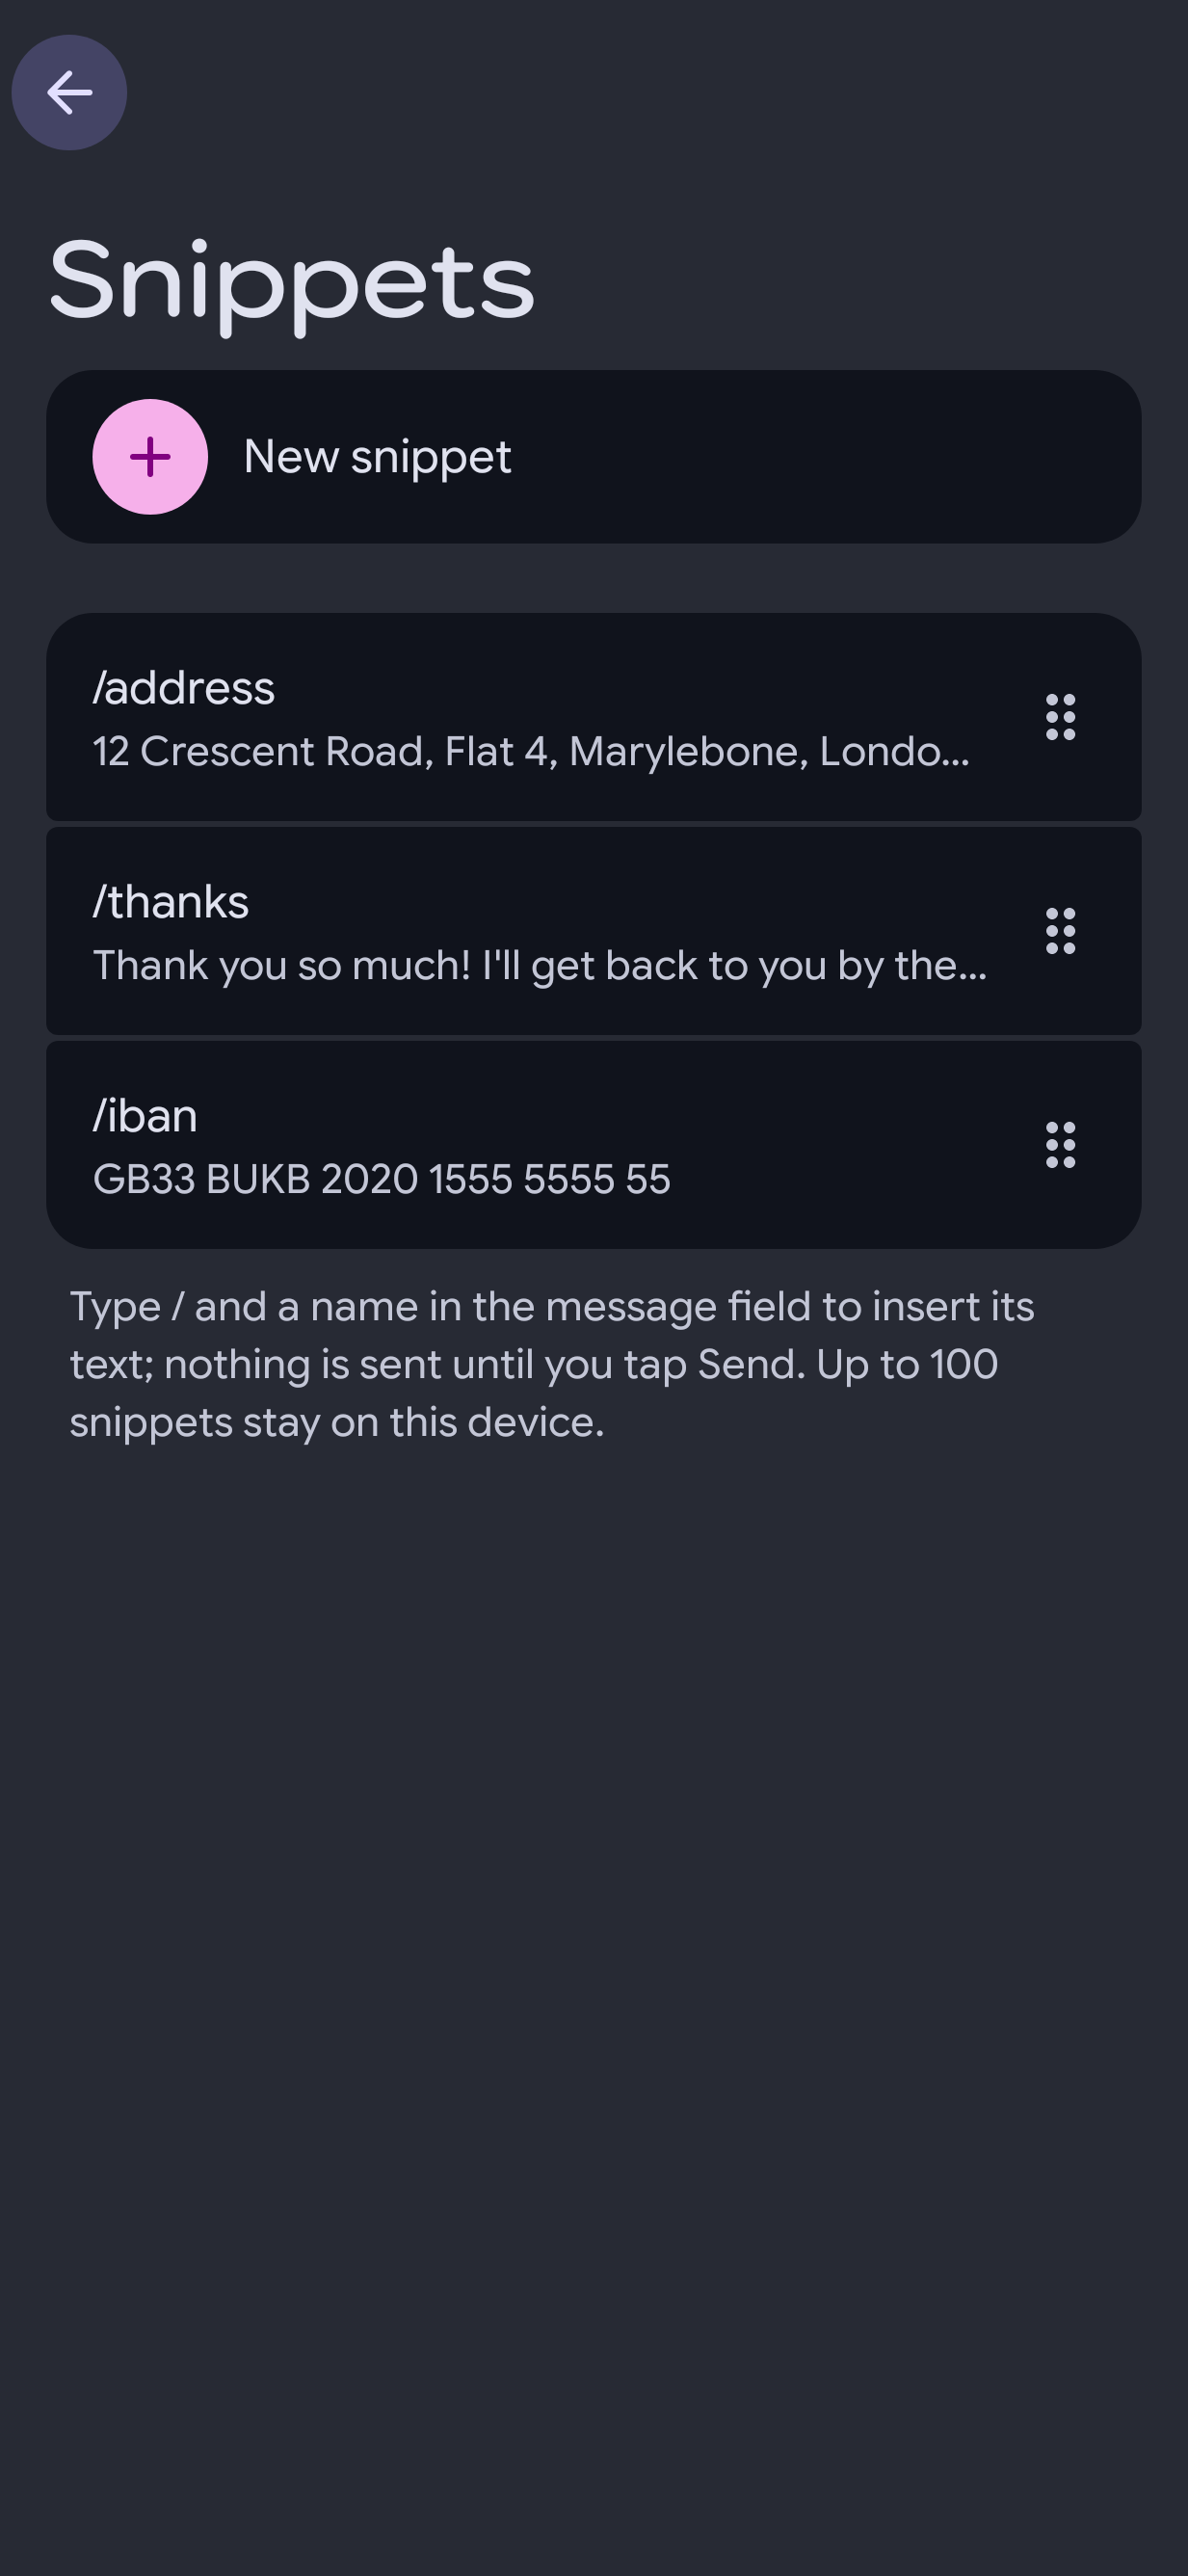 Snippets
New snippet
/address
12 Crescent Road, Flat 4, Marylebone, Londo...
/thanks
Thank you so much! I'll get back to you by the...
/iban
GB33 BUKB 2020 1555 5555 55
Type / and a name in the message field to insert its
text; nothing is sent until you tap Send. Up to 100
snippets stay on this device.